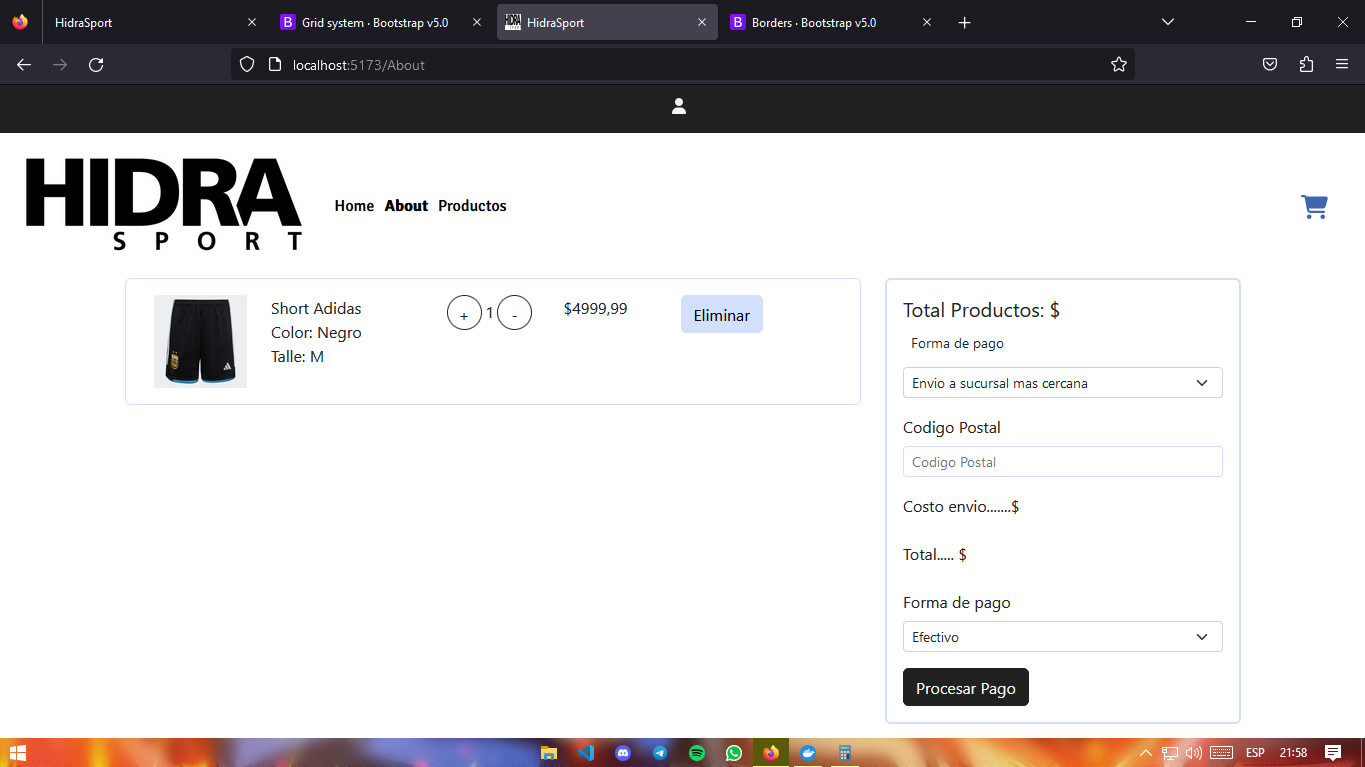 HidraSport
Grid system · Bootstrap v5.0
HidraSport
Borders · Bootstrap v5.0
localhost:5173/About
HIDRA
SPORT
Home About Productos
Short Adidas
Color: Negro
Talle: M
+ 1 -
$4999,99
Eliminar
Total Productos: $
Forma de pago
Envio a sucursal mas cercana
Codigo Postal
Codigo Postal
Costo envio.......$
Total..... $
Forma de pago
Efectivo
Procesar Pago
ESP 21:58